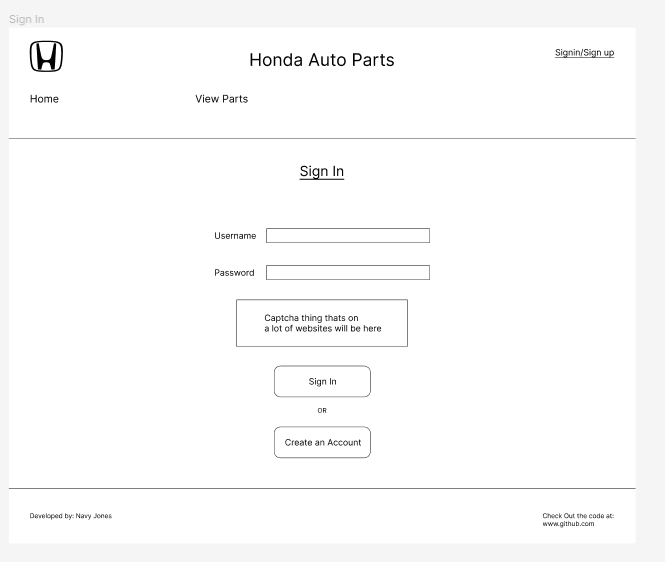 Sign In
Honda Auto Parts
Signin/Sign up
Home
View Parts
Sign In
Username
Password
Captcha thing thats on
a lot of websites will be here
Sign In
OR
Create an Account
Developed by: Navy Jones
Check Out the code at:
www.github.com